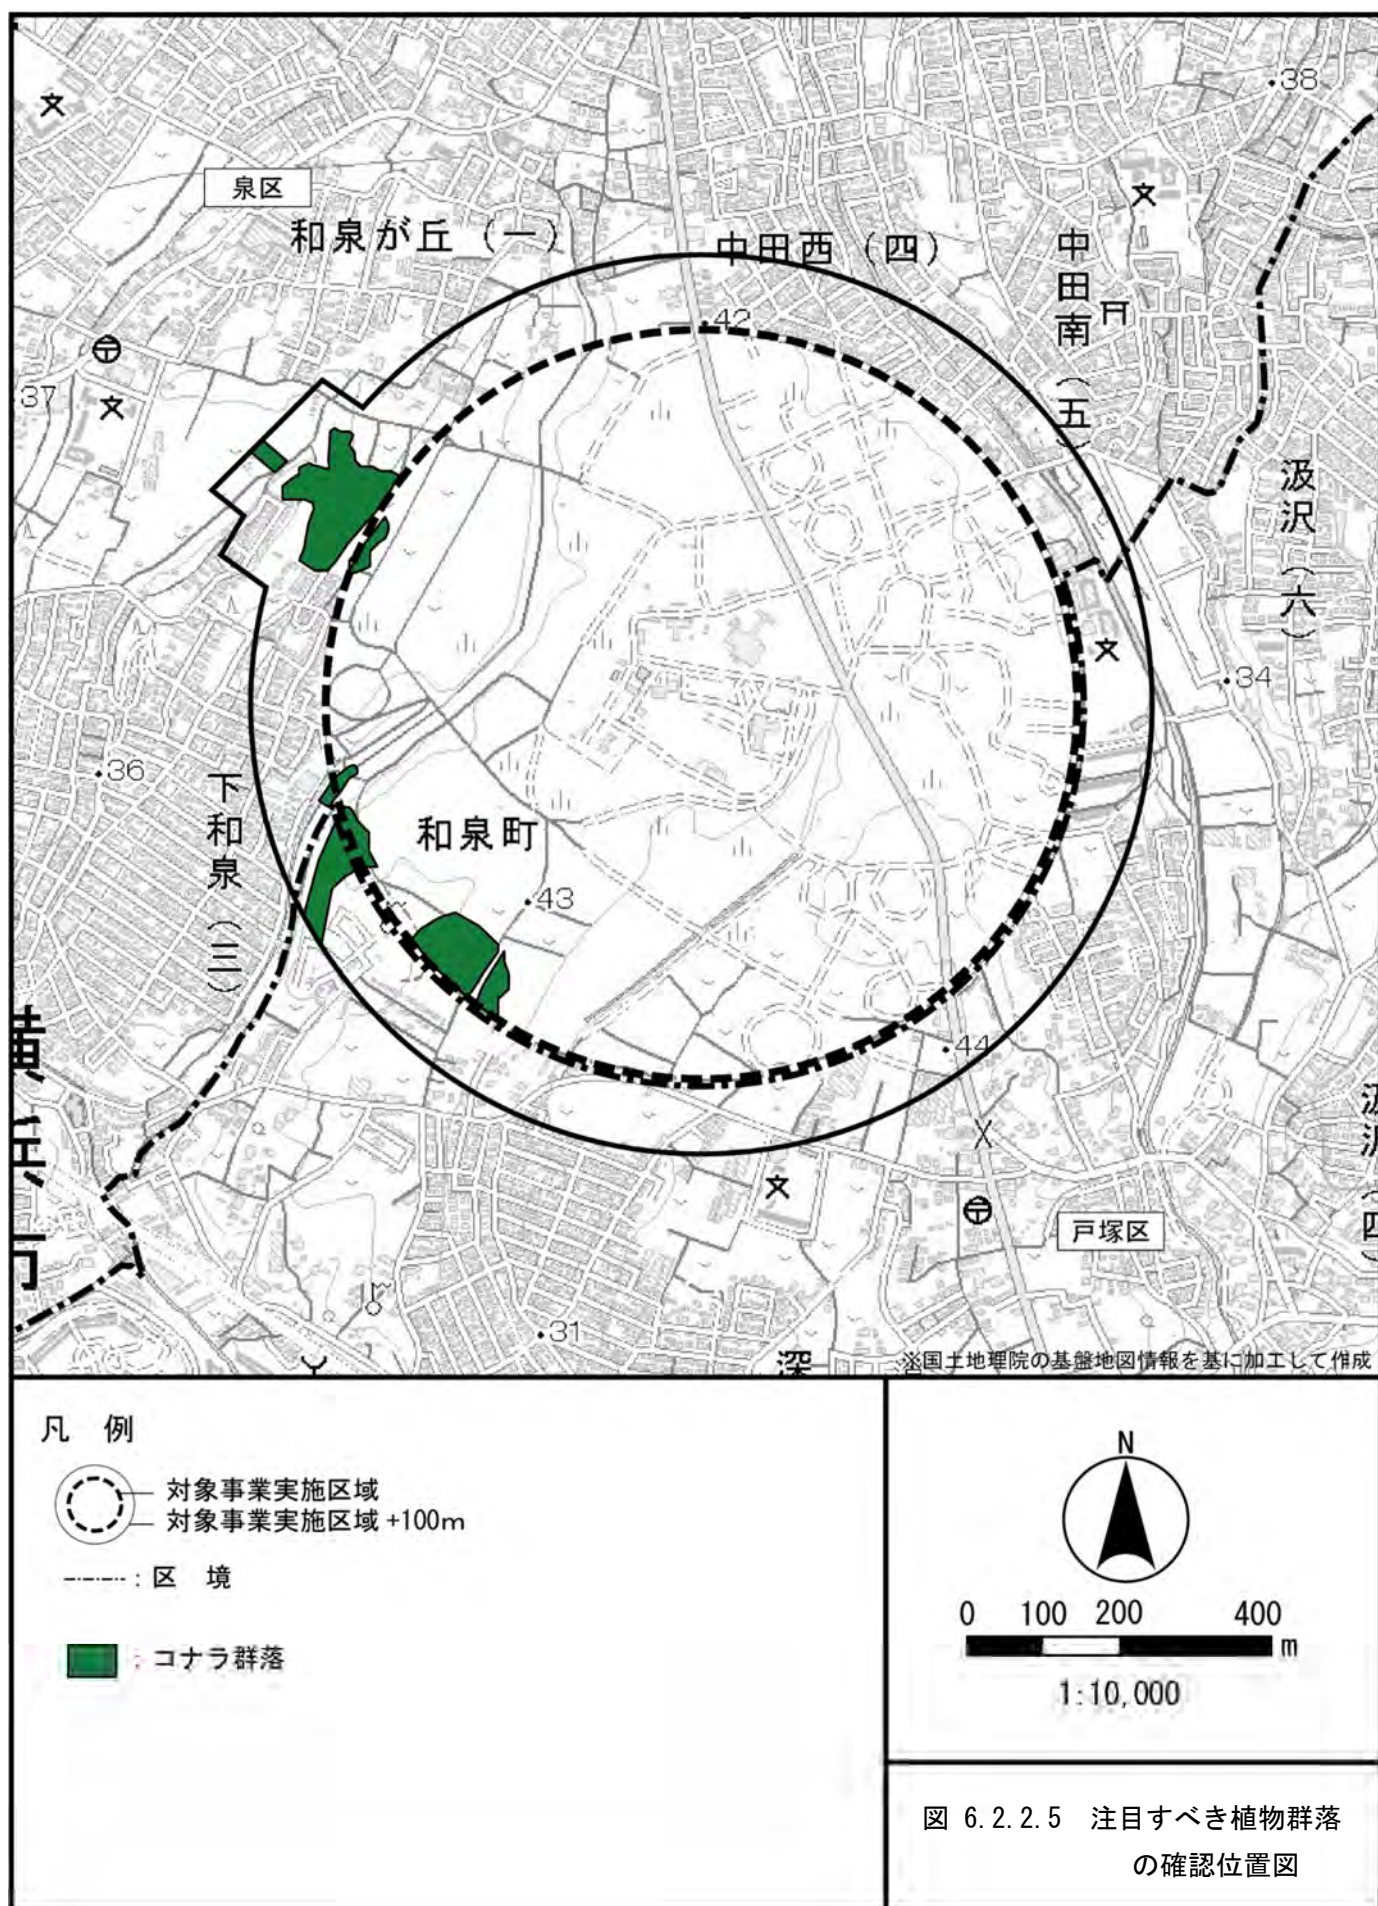 38
泉区
和泉が丘（一）
中田西（四）
中田南（五）
42
37
汲沢（六）
34
36
下和泉（三）
和泉町
43
44
戸塚区
31
深
※国土地理院の基盤地図情報を基に加工して作成
凡　例
対象事業実施区域
対象事業実施区域 +100m
：区　境
：コナラ群落
N
0 100 200 400
m
1:10,000
図 6.2.2.5　注目すべき植物群落
の確認位置図